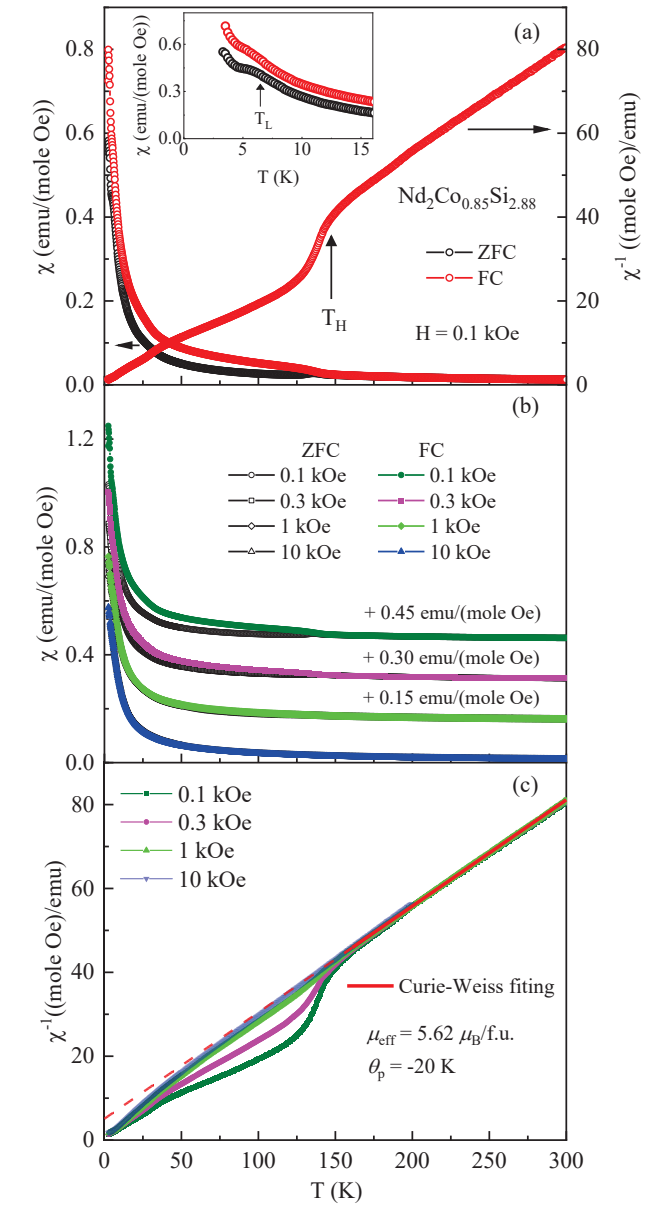 (a)
χ (emu/(mole Oe))
0.8
0.6
0.4
0.2
0.0
χ (emu/(mole Oe))
0.6
0.3
0.0
0 5 10 15
T (K)
T_L
T_H
Nd₂Co₀.₈₅Si₂.₈₈
ZFC
FC
H = 0.1 kOe
80
60
40
20
0
χ⁻¹ ((mole Oe)/emu)
(b)
χ (emu/(mole Oe))
1.2
0.8
0.4
0.0
ZFC FC
0.1 kOe 0.1 kOe
0.3 kOe 0.3 kOe
1 kOe 1 kOe
10 kOe 10 kOe
+ 0.45 emu/(mole Oe)
+ 0.30 emu/(mole Oe)
+ 0.15 emu/(mole Oe)
(c)
χ⁻¹((mole Oe)/emu)
80
60
40
20
0
0.1 kOe
0.3 kOe
1 kOe
10 kOe
Curie-Weiss fiting
μ_eff = 5.62 μ_B/f.u.
θ_p = -20 K
0 50 100 150 200 250 300
T (K)